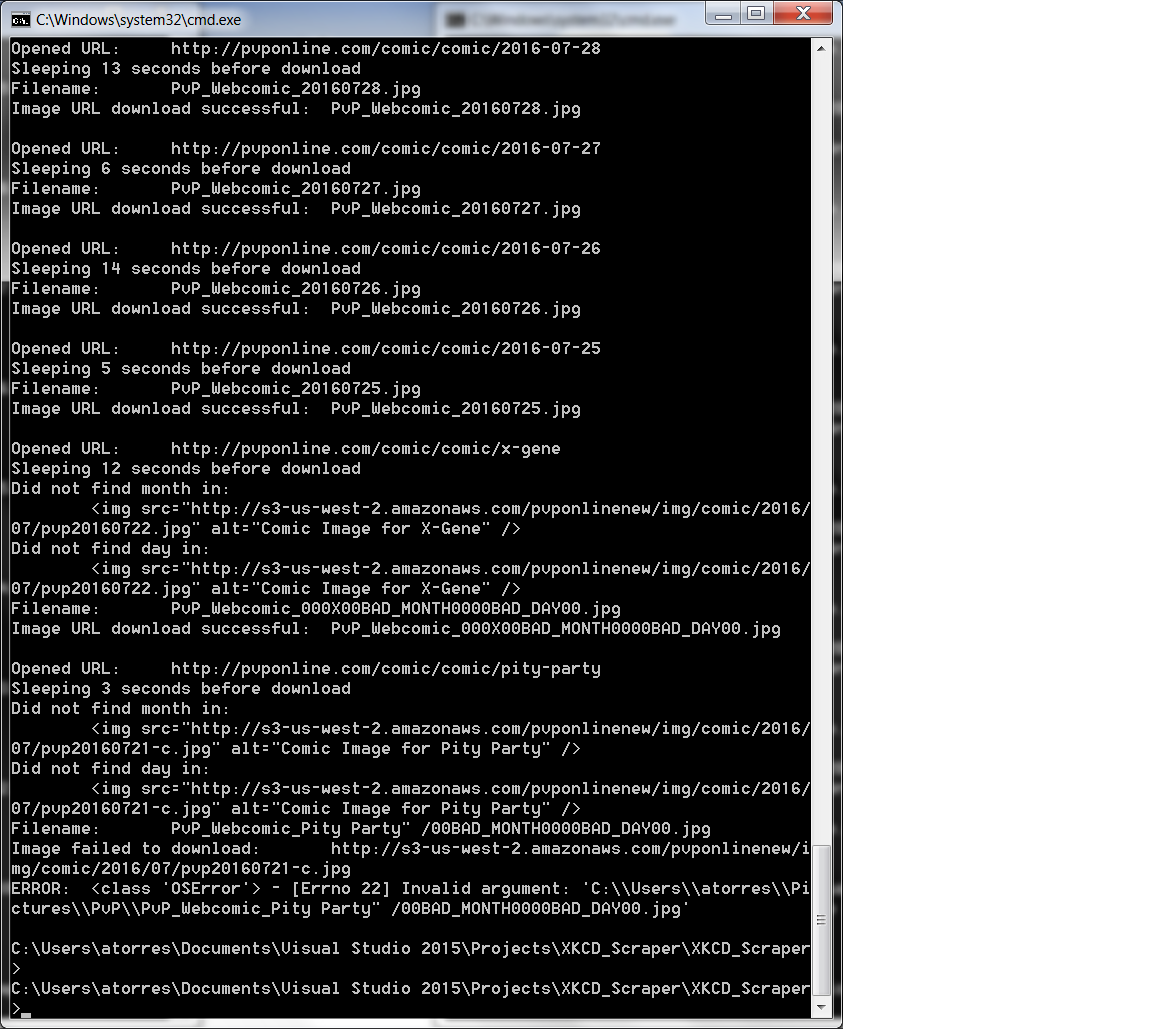 C:\Windows\system32\cmd.exe
Opened URL: http://pvponline.com/comic/comic/2016-07-28
Sleeping 13 seconds before download
Filename: PvP_Webcomic_20160728.jpg
Image URL download successful: PvP_Webcomic_20160728.jpg
Opened URL: http://pvponline.com/comic/comic/2016-07-27
Sleeping 6 seconds before download
Filename: PvP_Webcomic_20160727.jpg
Image URL download successful: PvP_Webcomic_20160727.jpg
Opened URL: http://pvponline.com/comic/comic/2016-07-26
Sleeping 14 seconds before download
Filename: PvP_Webcomic_20160726.jpg
Image URL download successful: PvP_Webcomic_20160726.jpg
Opened URL: http://pvponline.com/comic/comic/2016-07-25
Sleeping 5 seconds before download
Filename: PvP_Webcomic_20160725.jpg
Image URL download successful: PvP_Webcomic_20160725.jpg
Opened URL: http://pvponline.com/comic/comic/x-gene
Sleeping 12 seconds before download
Did not find month in:
<img src="http://s3-us-west-2.amazonaws.com/pvponlinenew/img/comic/2016/
07/pvp20160722.jpg" alt="Comic Image for X-Gene" />
Did not find day in:
<img src="http://s3-us-west-2.amazonaws.com/pvponlinenew/img/comic/2016/
07/pvp20160722.jpg" alt="Comic Image for X-Gene" />
Filename: PvP_Webcomic_000X00BAD_MONTH0000BAD_DAY00.jpg
Image URL download successful: PvP_Webcomic_000X00BAD_MONTH0000BAD_DAY00.jpg
Opened URL: http://pvponline.com/comic/comic/pity-party
Sleeping 3 seconds before download
Did not find month in:
<img src="http://s3-us-west-2.amazonaws.com/pvponlinenew/img/comic/2016/
07/pvp20160721-c.jpg" alt="Comic Image for Pity Party" />
Did not find day in:
<img src="http://s3-us-west-2.amazonaws.com/pvponlinenew/img/comic/2016/
07/pvp20160721-c.jpg" alt="Comic Image for Pity Party" />
Filename: PvP_Webcomic_Pity Party" /00BAD_MONTH0000BAD_DAY00.jpg
Image failed to download: http://s3-us-west-2.amazonaws.com/pvponlinenew/i
mg/comic/2016/07/pvp20160721-c.jpg
ERROR: <class 'OSError'> - [Errno 22] Invalid argument: 'C:\\Users\\atorres\\Pi
ctures\\PvP\\PvP_Webcomic_Pity Party" /00BAD_MONTH0000BAD_DAY00.jpg'
C:\Users\atorres\Documents\Visual Studio 2015\Projects\XKCD_Scraper\XKCD_Scraper
>
C:\Users\atorres\Documents\Visual Studio 2015\Projects\XKCD_Scraper\XKCD_Scraper
>_